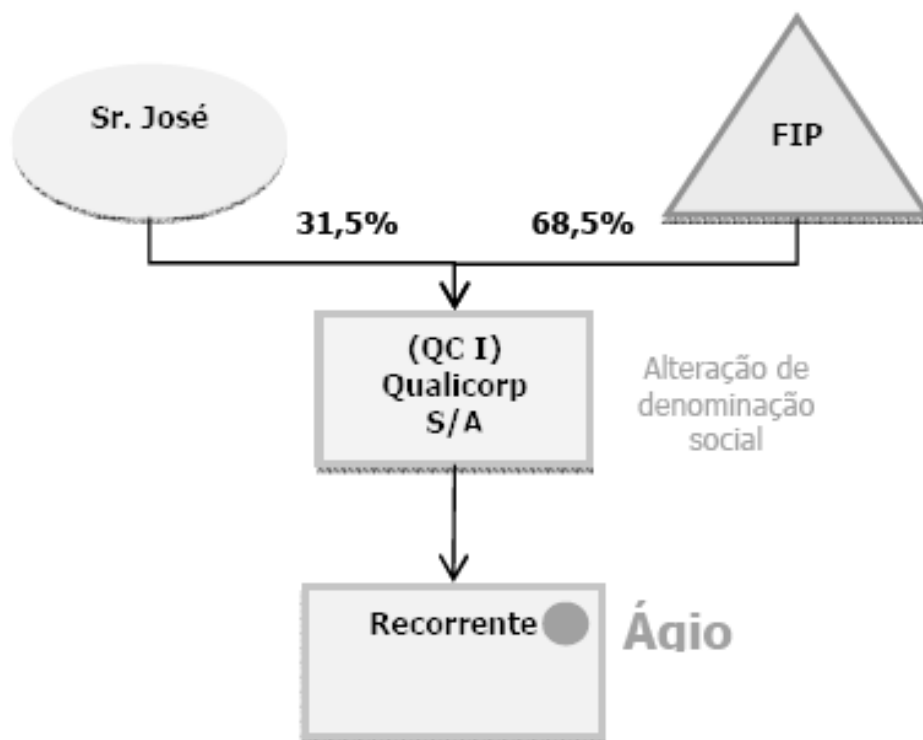 Sr. José
FIP
31,5%
68,5%
(QC I)
Qualicorp
S/A
Alteração de
denominação
social
Recorrente
Ágio